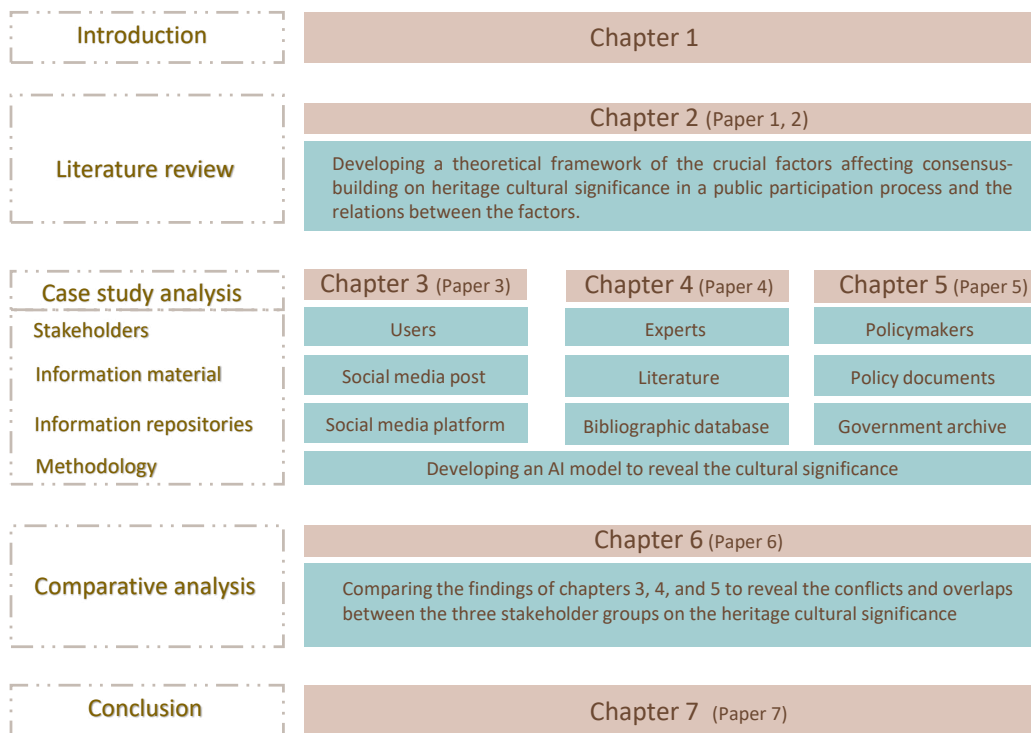 Introduction
Chapter 1
Chapter 2 (Paper 1, 2)
Literature review
Developing a theoretical framework of the crucial factors affecting consensus-
building on heritage cultural significance in a public participation process and the
relations between the factors.
Case study analysis
Chapter 3 (Paper 3)
Chapter 4 (Paper 4)
Chapter 5 (Paper 5)
Stakeholders
Users
Experts
Policymakers
Information material
Social media post
Literature
Policy documents
Information repositories
Social media platform
Bibliographic database
Government archive
Methodology
Developing an AI model to reveal the cultural significance
Chapter 6 (Paper 6)
Comparative analysis
Comparing the findings of chapters 3, 4, and 5 to reveal the conflicts and overlaps
between the three stakeholder groups on the heritage cultural significance
Conclusion
Chapter 7 (Paper 7)